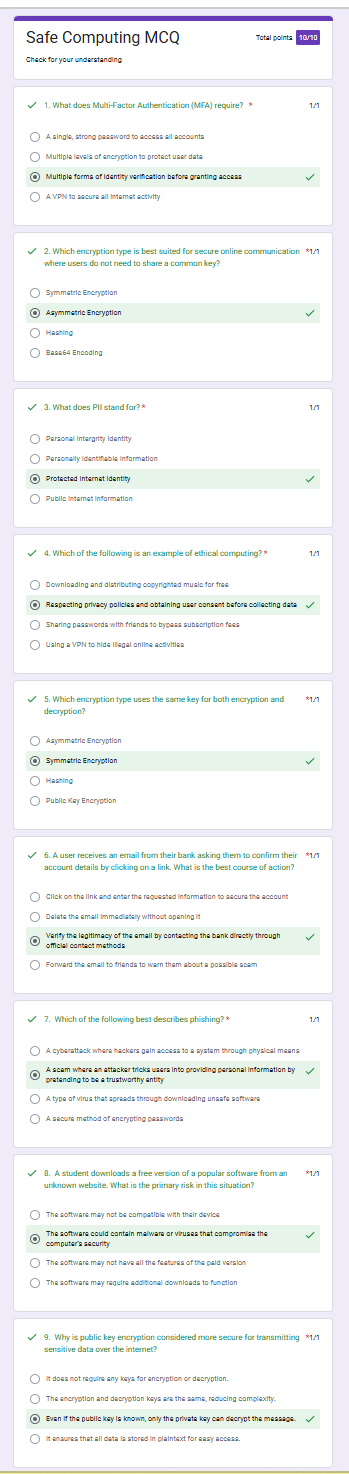 Safe Computing MCQ
Total points 10/10
Check for your understanding
1. What does Multi-Factor Authentication (MFA) require? *
1/1
A single, strong password to access all accounts
Multiple levels of encryption to protect user data
Multiple forms of identity verification before granting access
A VPN to secure all internet activity
2. Which encryption type is best suited for secure online communication
*1/1
where users do not need to share a common key?
Symmetric Encryption
Asymmetric Encryption
Hashing
Base64 Encoding
3. What does PII stand for? *
1/1
Personal Intergrity Identity
Personally Identifiable Information
Protected Internet Identity
Public Internet Information
4. Which of the following is an example of ethical computing? *
1/1
Downloading and distributing copyrighted music for free
Respecting privacy policies and obtaining user consent before collecting data
Sharing passwords with friends to bypass subscription fees
Using a VPN to hide illegal online activities
5. Which encryption type uses the same key for both encryption and
*1/1
decryption?
Asymmetric Encryption
Symmetric Encryption
Hashing
Public Key Encryption
6. A user receives an email from their bank asking them to confirm their
*1/1
account details by clicking on a link. What is the best course of action?
Click on the link and enter the requested information to secure the account
Delete the email immediately without opening it
Verify the legitimacy of the email by contacting the bank directly through
official contact methods
Forward the email to friends to warn them about a possible scam
7. Which of the following best describes phishing? *
1/1
A cyberattack where hackers gain access to a system through physical means
A scam where an attacker tricks users into providing personal information by
pretending to be a trustworthy entity
A type of virus that spreads through downloading unsafe software
A secure method of encrypting passwords
8. A student downloads a free version of a popular software from an
*1/1
unknown website. What is the primary risk in this situation?
The software may not be compatible with their device
The software could contain malware or viruses that compromise the
computer's security
The software may not have all the features of the paid version
The software may require additional downloads to function
9. Why is public key encryption considered more secure for transmitting
*1/1
sensitive data over the internet?
It does not require any keys for encryption or decryption.
The encryption and decryption keys are the same, reducing complexity.
Even if the public key is known, only the private key can decrypt the message.
It ensures that all data is stored in plaintext for easy access.